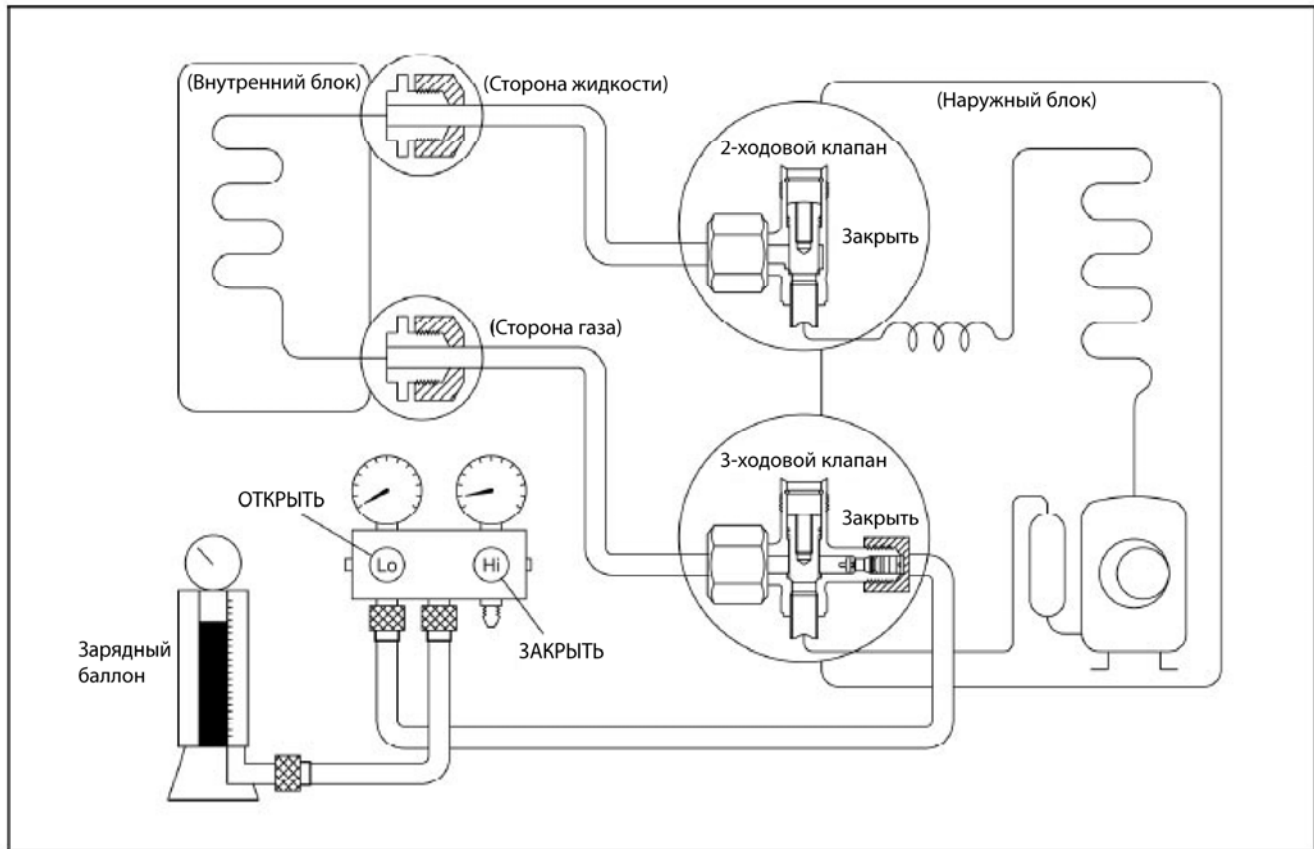 (Внутренний блок)
(Сторона жидкости)
(Наружный блок)
2-ходовой клапан
Закрыть
(Сторона газа)
3-ходовой клапан
Закрыть
ОТКРЫТЬ
Lo
Hi
ЗАКРЫТЬ
Зарядный
баллон